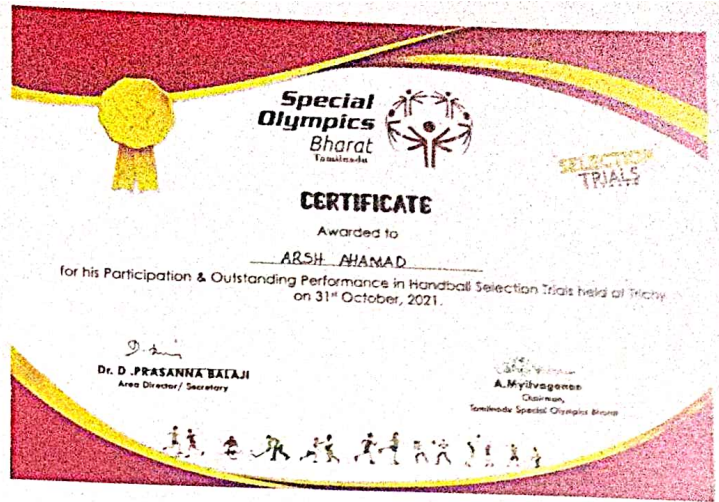 Special
Olympics
Bharat
Tamilnadu
SELECTION
TRIALS
CERTIFICATE
Awarded to
ARSH AHAMAD
for his Participation & Outstanding Performance in Handball Selection Trials held at Trichy
on 31st October, 2021.
Dr. D .PRASANNA BALAJI
Area Director/ Secretary
A.Myilvaganan
Chairman,
Tamilnadu Special Olympics Bharat